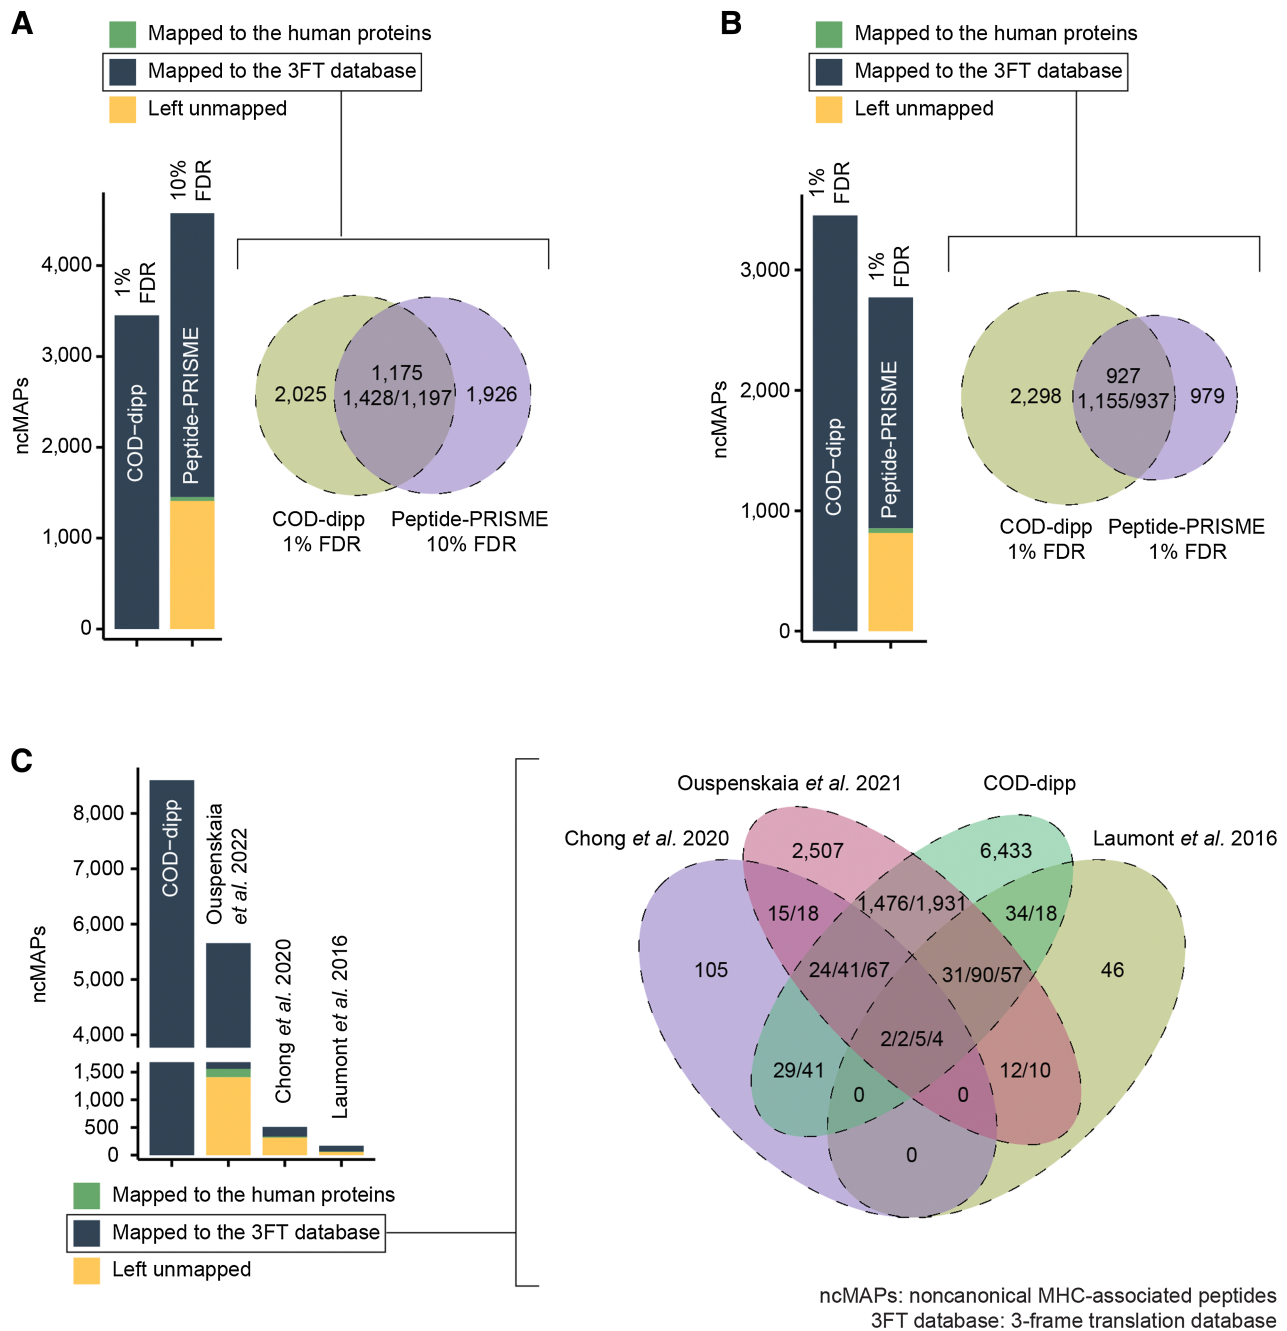 A
Mapped to the human proteins
Mapped to the 3FT database
Left unmapped
10%
FDR
1%
FDR
4,000
3,000
2,000
1,000
0
ncMAPs
COD–dipp
Peptide-PRISME
2,025
1,175
1,428/1,197
1,926
COD-dipp
1% FDR
Peptide-PRISME
10% FDR
B
Mapped to the human proteins
Mapped to the 3FT database
Left unmapped
1%
FDR
1%
FDR
3,000
2,000
1,000
0
ncMAPs
COD–dipp
Peptide-PRISME
2,298
927
1,155/937
979
COD-dipp
1% FDR
Peptide-PRISME
1% FDR
C
8,000
7,000
6,000
5,000
4,000
1,500
1,000
500
0
ncMAPs
COD–dipp
Ouspenskaia
et al. 2022
Chong et al. 2020
Laumont et al. 2016
Mapped to the human proteins
Mapped to the 3FT database
Left unmapped
Ouspenskaia et al. 2021
COD-dipp
Chong et al. 2020
Laumont et al. 2016
2,507
6,433
15/18
1,476/1,931
34/18
105
24/41/67
31/90/57
46
2/2/5/4
29/41
12/10
0
0
0
ncMAPs: noncanonical MHC-associated peptides
3FT database: 3-frame translation database